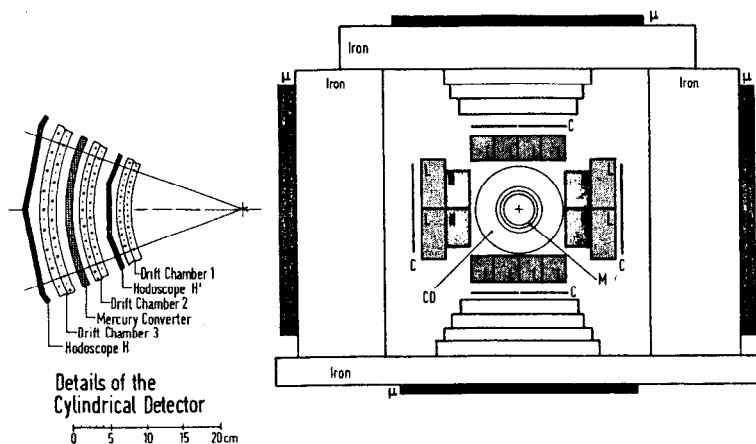 Drift Chamber 1
Hodoscope H'
Drift Chamber 2
Mercury Converter
Drift Chamber 3
Hodoscope H
Details of the
Cylindrical Detector
0 5 10 15 20cm
μ
Iron
μ
Iron
Iron
μ
C
L
L
L
L
C
CD
M
C
C
Iron
μ